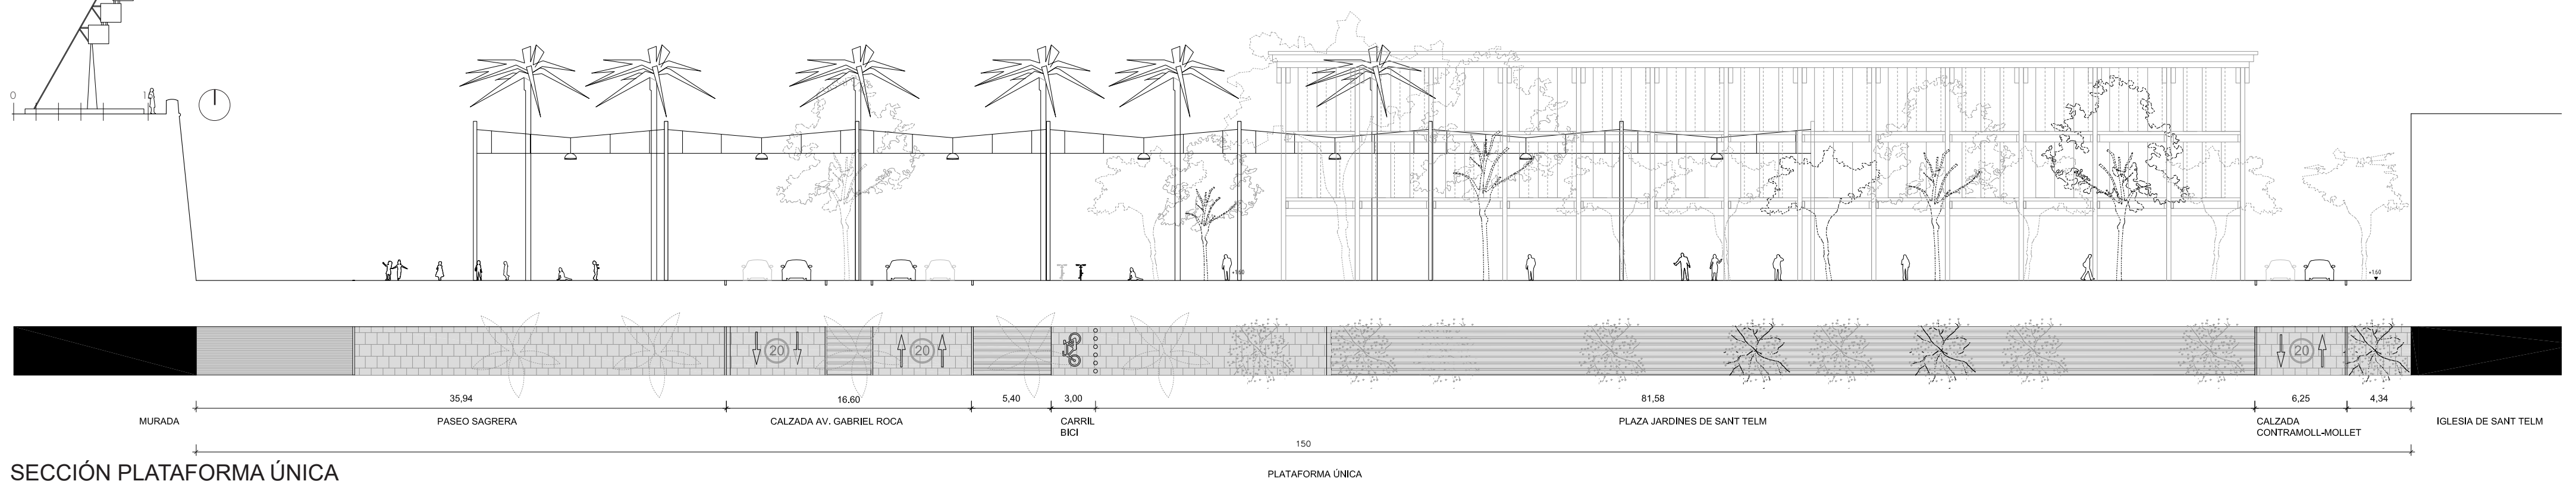 0
1
+160
+160
20
20
20
35,94
16,60
5,40
3,00
81,58
6,25
4,34
MURADA
PASEO SAGRERA
CALZADA AV. GABRIEL ROCA
CARRIL
BICI
PLAZA JARDINES DE SANT TELM
CALZADA
CONTRAMOLL-MOLLET
IGLESIA DE SANT TELM
150
SECCIÓN PLATAFORMA ÚNICA
PLATAFORMA ÚNICA